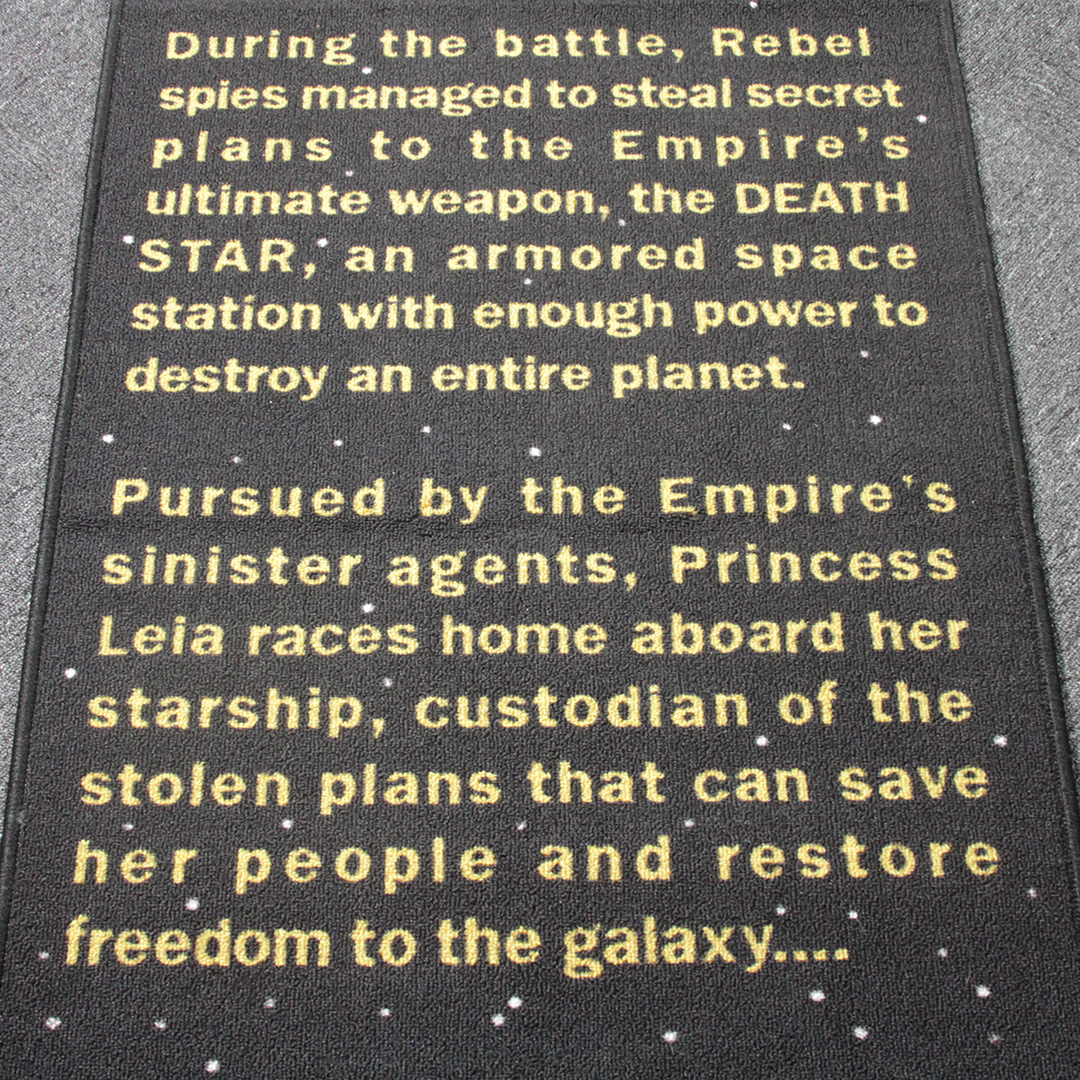 During the battle, Rebel
spies managed to steal secret
plans to the Empire's
ultimate weapon, the DEATH
STAR, an armored space
station with enough power to
destroy an entire planet.
Pursued by the Empire's
sinister agents, Princess
Leia races home aboard her
starship, custodian of the
stolen plans that can save
her people and restore
freedom to the galaxy....